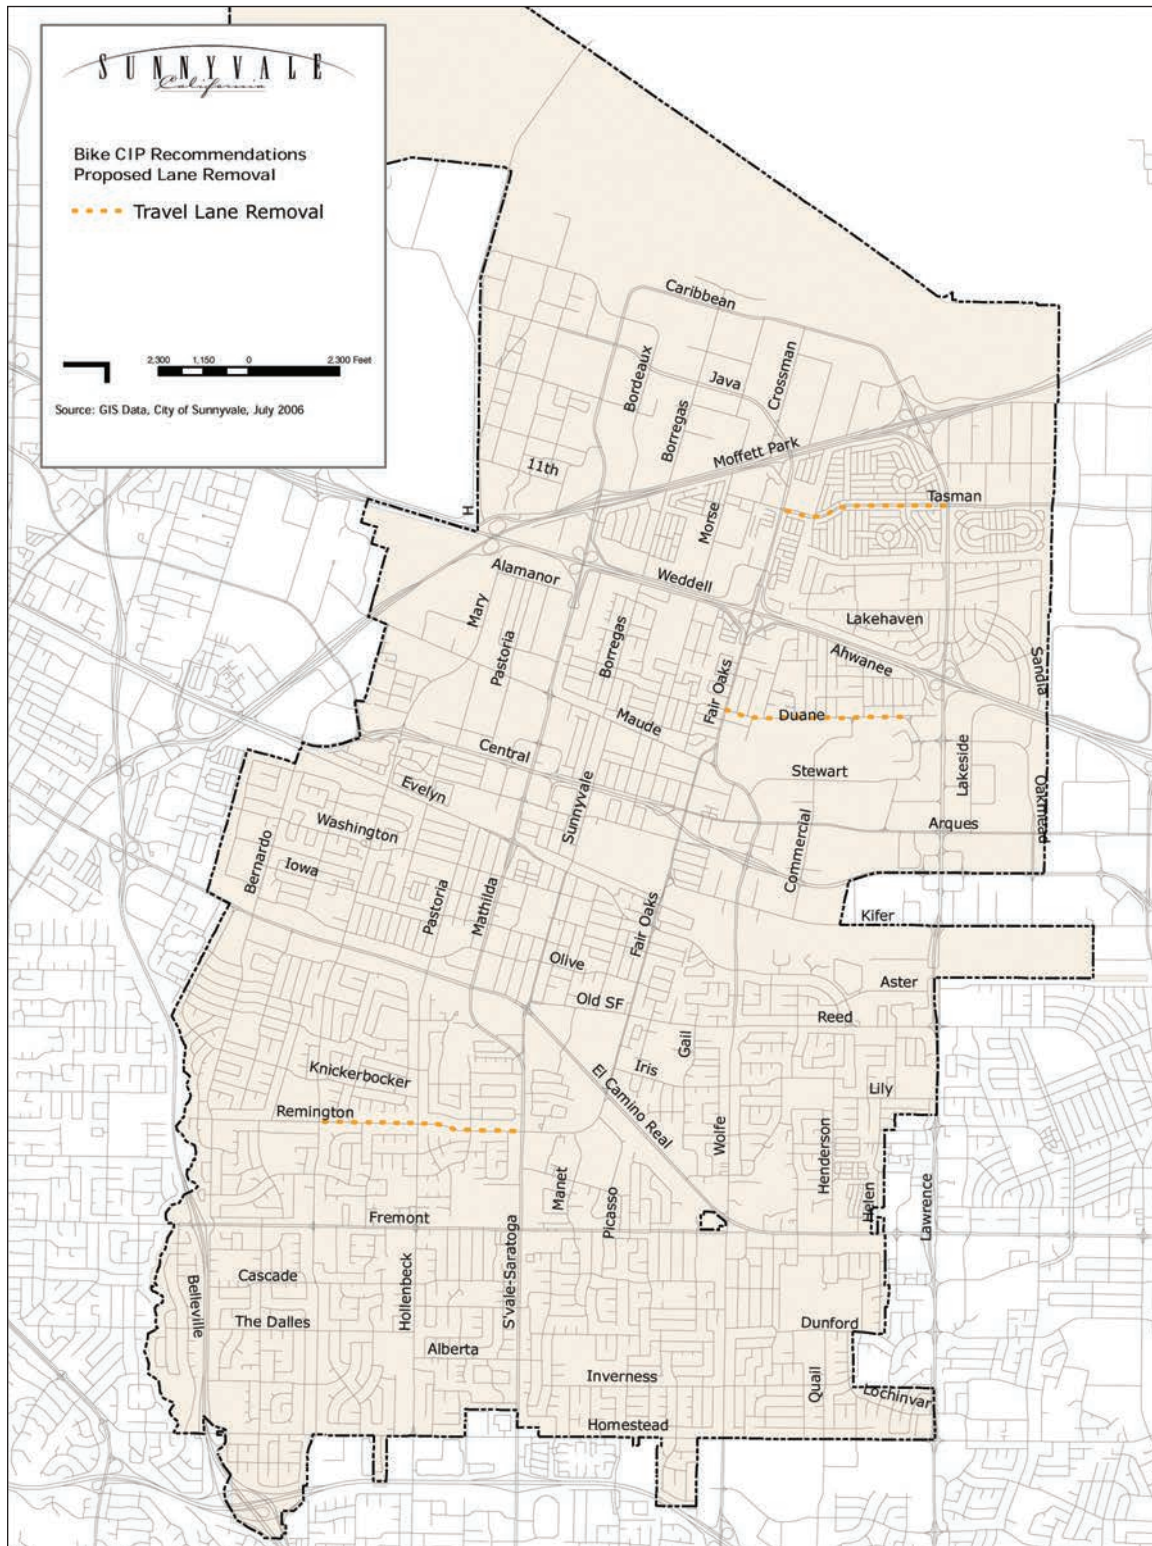 SUNNYVALE
California
Bike CIP Recommendations
Proposed Lane Removal
Travel Lane Removal
2,300 1,150 0 2,300 Feet
Source: GIS Data, City of Sunnyvale, July 2006
Caribbean
Bordeaux
Java
Crossman
Borregas
Moffett Park
11th
Tasman
H
Morse
Alamanor
Weddell
Mary
Lakehaven
Pastoria
Borregas
Ahwanee
Sandia
Fair Oaks
Duane
Maude
Central
Stewart
Lakeside
Evelyn
Sunnyvale
Oakmead
Washington
Commercial
Arques
Bernardo
Iowa
Pastoria
Mathilda
Fair Oaks
Kifer
Olive
Aster
Old SF
Reed
Gail
Iris
Knickerbocker
El Camino Real
Lily
Remington
Wolfe
Henderson
Manet
Picasso
Helen
Lawrence
Fremont
S'vale-Saratoga
Cascade
Hollenbeck
Belleville
The Dalles
Dunford
Alberta
Inverness
Quail
Lochinvar
Homestead